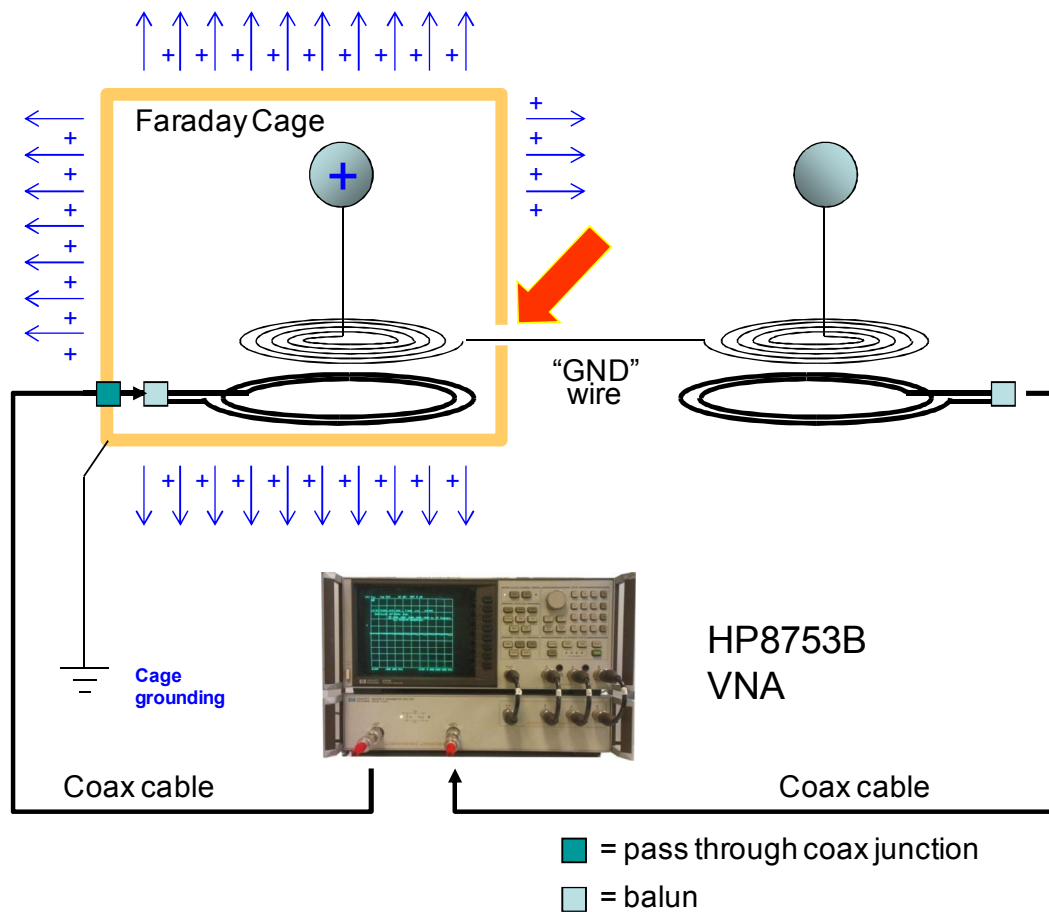 Faraday Cage
+
“GND”
wire
HP8753B
VNA
Cage
grounding
Coax cable
Coax cable
= pass through coax junction
= balun